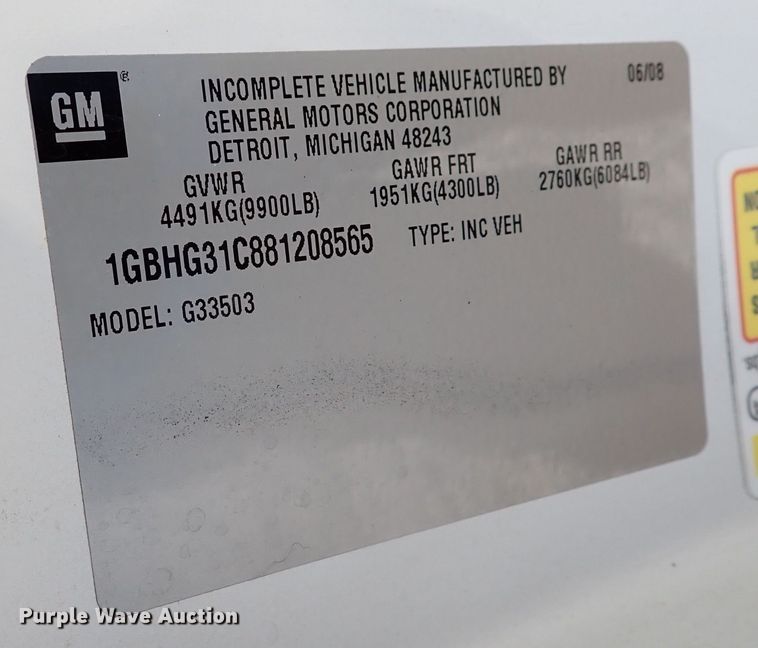 GM ®
INCOMPLETE VEHICLE MANUFACTURED BY 06/08
GENERAL MOTORS CORPORATION
DETROIT, MICHIGAN 48243
GVWR GAWR FRT GAWR RR
4491KG(9900LB) 1951KG(4300LB) 2760KG(6084LB)
1GBHG31C881208565 TYPE: INC VEH
MODEL: G33503
Purple Wave Auction